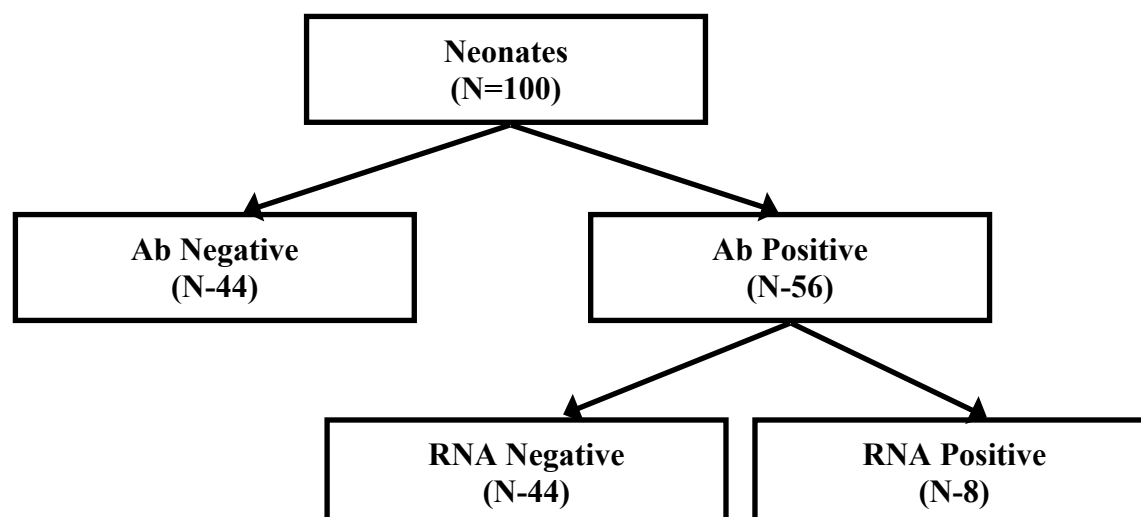 Neonates
(N=100)
Ab Negative
(N-44)
Ab Positive
(N-56)
RNA Negative
(N-44)
RNA Positive
(N-8)